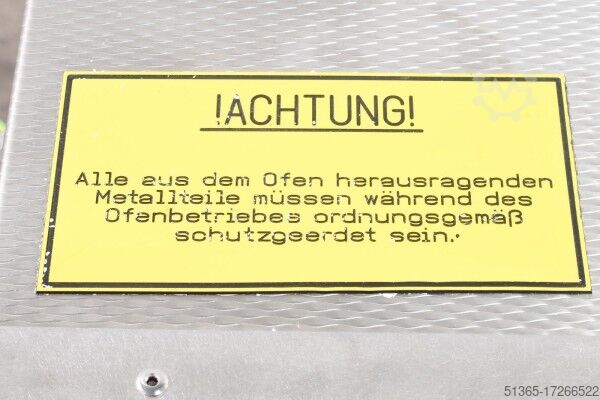 !ACHTUNG!
Alle aus dem Ofen herausragenden
Metallteile müssen während des
Ofenbetriebes ordnungsgemäß
schutzgeerdet sein.
51365-17266522